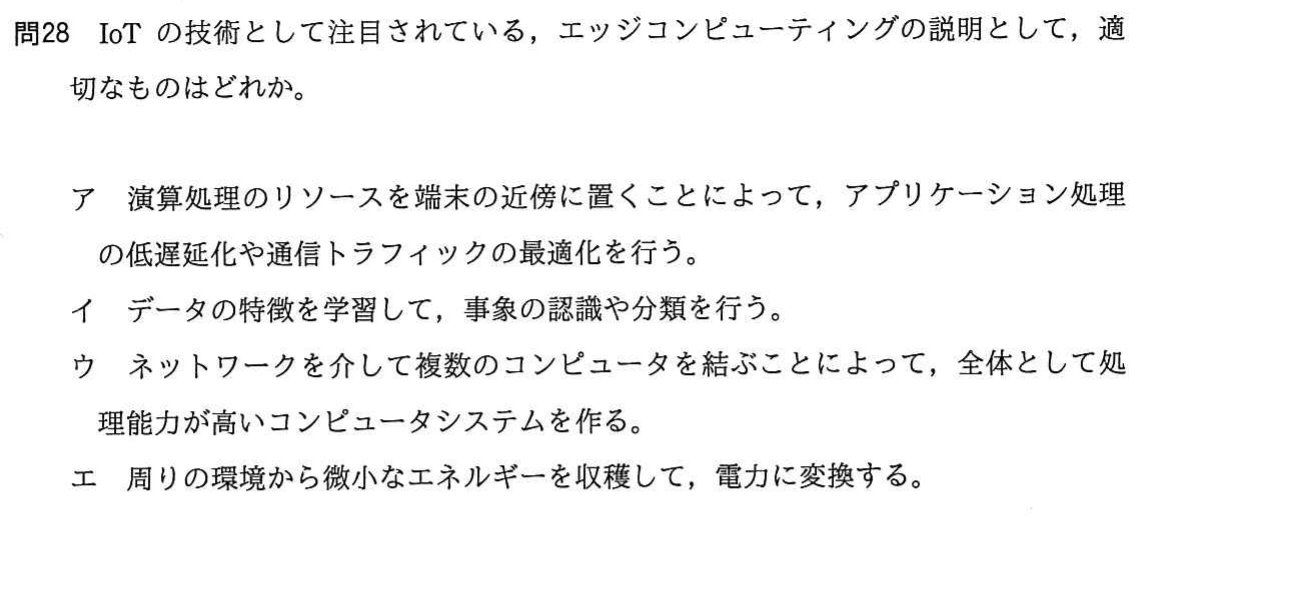 問28 IoT の技術として注目されている，エッジコンピューティングの説明として，適
切なものはどれか。
ア 演算処理のリソースを端末の近傍に置くことによって，アプリケーション処理
の低遅延化や通信トラフィックの最適化を行う。
イ データの特徴を学習して，事象の認識や分類を行う。
ウ ネットワークを介して複数のコンピュータを結ぶことによって，全体として処
理能力が高いコンピュータシステムを作る。
エ 周りの環境から微小なエネルギーを収穫して，電力に変換する。